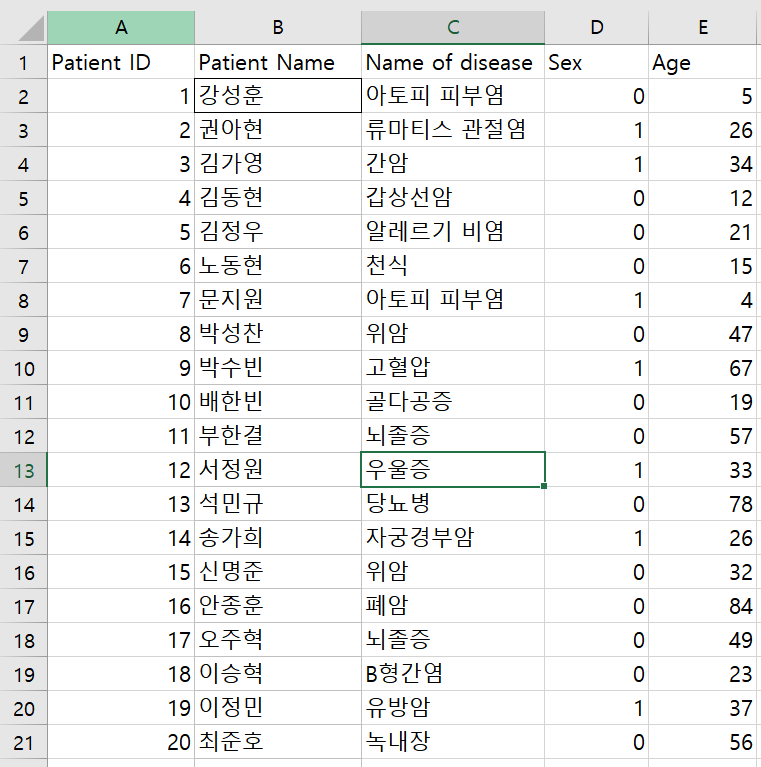 A B C D E
1 Patient ID Patient Name Name of disease Sex Age
2 1 강성훈 아토피 피부염 0 5
3 2 권아현 류마티스 관절염 1 26
4 3 김가영 간암 1 34
5 4 김동현 갑상선암 0 12
6 5 김정우 알레르기 비염 0 21
7 6 노동현 천식 0 15
8 7 문지원 아토피 피부염 1 4
9 8 박성찬 위암 0 47
10 9 박수빈 고혈압 1 67
11 10 배한빈 골다공증 0 19
12 11 부한결 뇌졸증 0 57
13 12 서정원 우울증 1 33
14 13 석민규 당뇨병 0 78
15 14 송가희 자궁경부암 1 26
16 15 신명준 위암 0 32
17 16 안종훈 폐암 0 84
18 17 오주혁 뇌졸증 0 49
19 18 이승혁 B형간염 0 23
20 19 이정민 유방암 1 37
21 20 최준호 녹내장 0 56